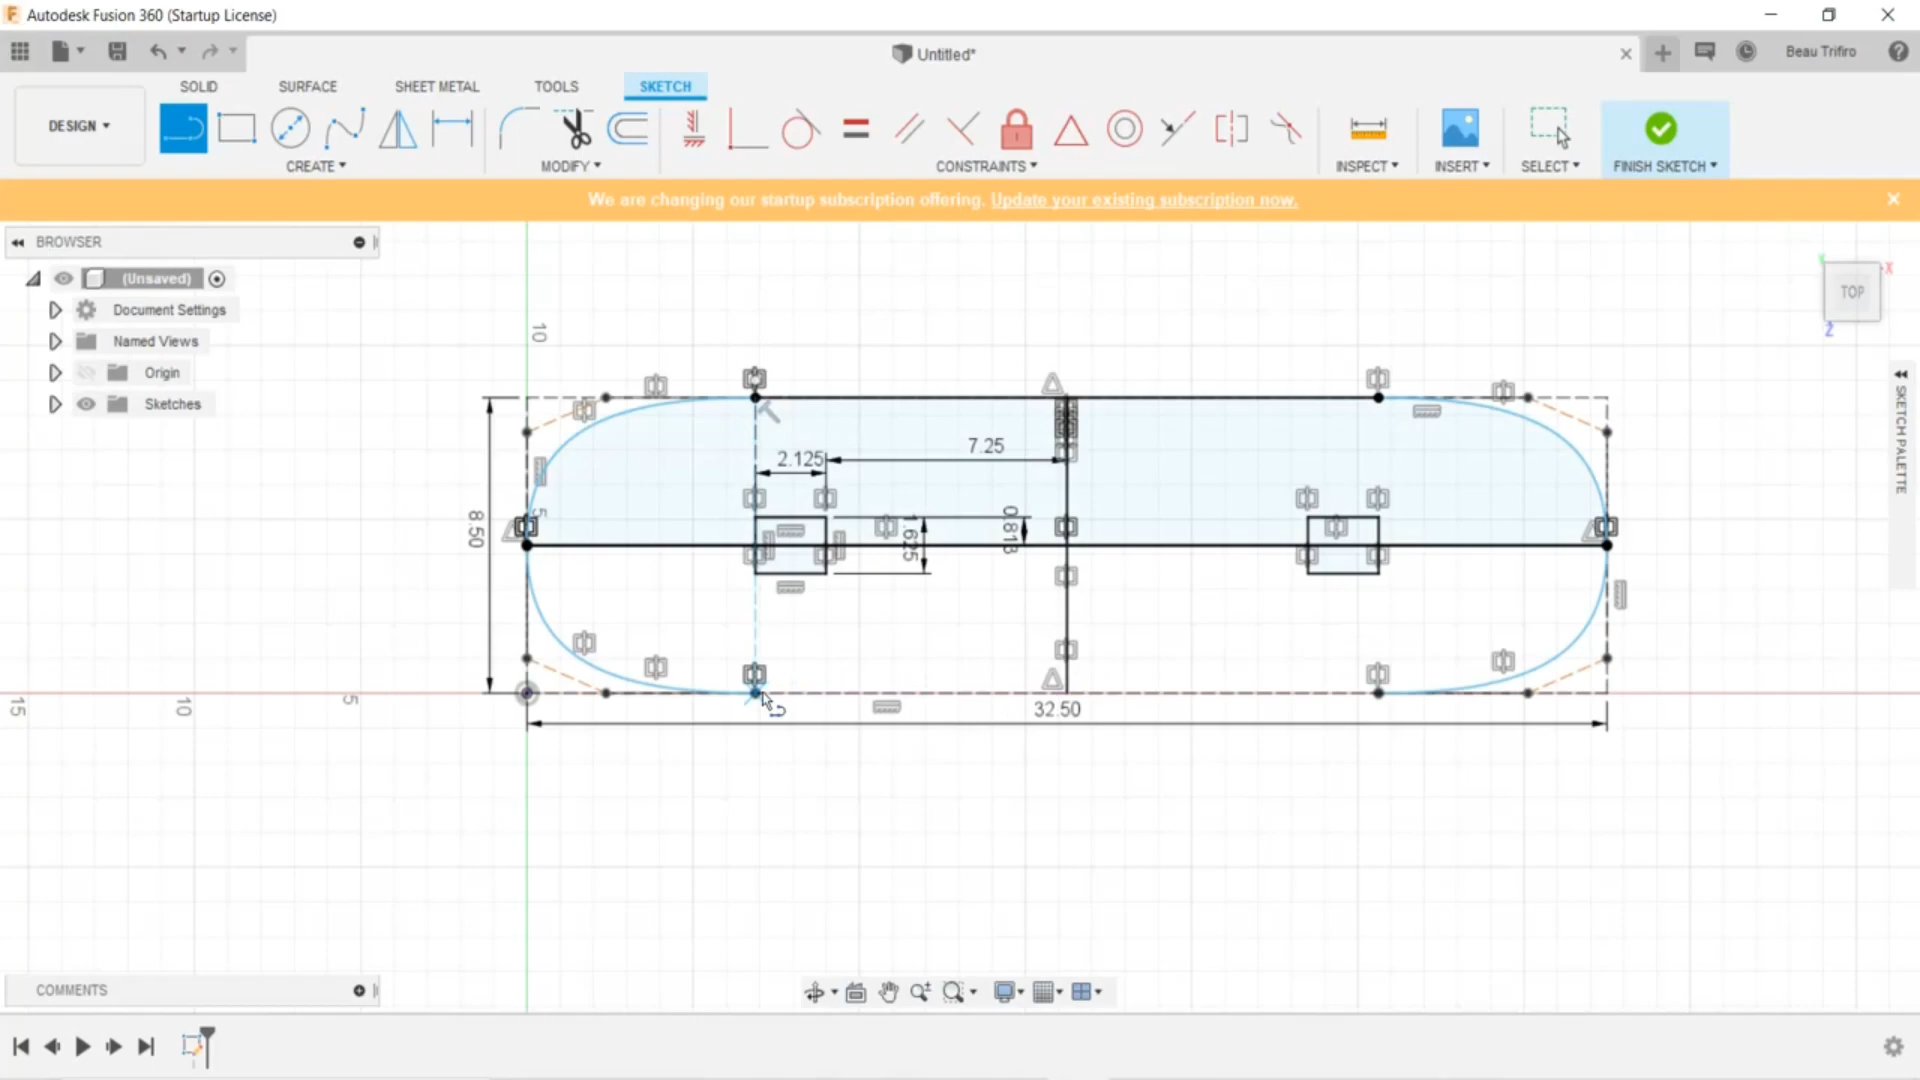 Autodesk Fusion 360 (Startup License)
Untitled*
Beau Trifiro
SOLID
SURFACE
SHEET METAL
TOOLS
SKETCH
DESIGN
CREATE
MODIFY
CONSTRAINTS
INSPECT
INSERT
SELECT
FINISH SKETCH
We are changing our startup subscription offering. Update your existing subscription now.
BROWSER
(Unsaved)
Document Settings
Named Views
Origin
Sketches
TOP
X
Z
SKETCH PALETTE
10
7.25
2.125
5
8.50
1.625
0.813
32.50
15
10
5
COMMENTS